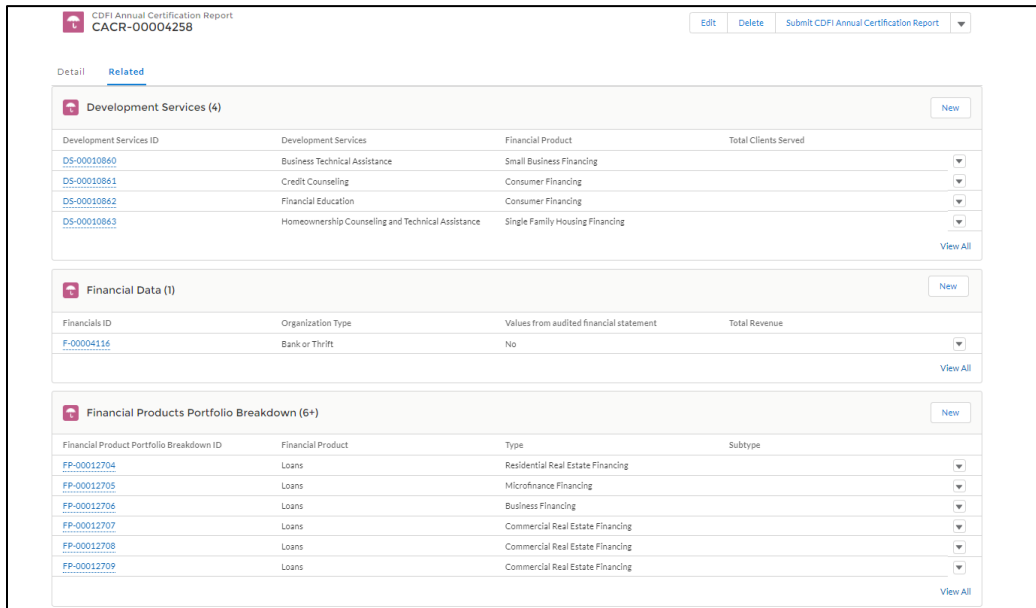 CDFI Annual Certification Report
CACR-00004258
Edit Delete Submit CDFI Annual Certification Report
Detail Related
Development Services (4) New
Development Services ID Development Services Financial Product Total Clients Served
DS-00010860 Business Technical Assistance Small Business Financing
DS-00010861 Credit Counseling Consumer Financing
DS-00010862 Financial Education Consumer Financing
DS-00010863 Homeownership Counseling and Technical Assistance Single Family Housing Financing
View All
Financial Data (1) New
Financials ID Organization Type Values from audited financial statement Total Revenue
F-00004116 Bank or Thrift No
View All
Financial Products Portfolio Breakdown (6+) New
Financial Product Portfolio Breakdown ID Financial Product Type Subtype
FP-00012704 Loans Residential Real Estate Financing
FP-00012705 Loans Microfinance Financing
FP-00012706 Loans Business Financing
FP-00012707 Loans Commercial Real Estate Financing
FP-00012708 Loans Commercial Real Estate Financing
FP-00012709 Loans Commercial Real Estate Financing
View All